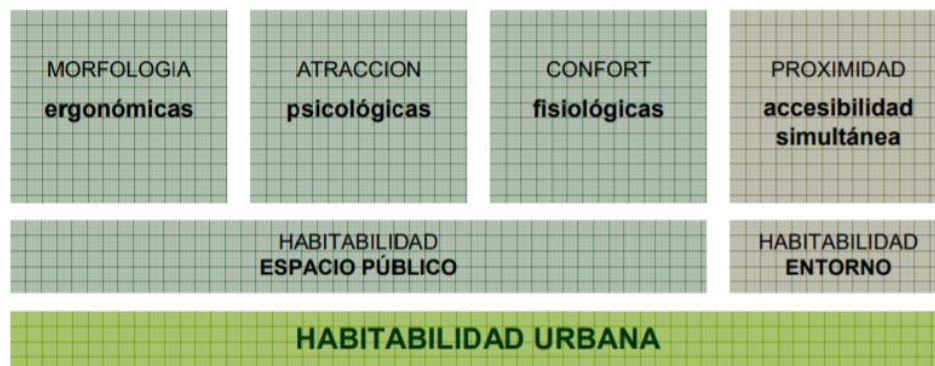 MORFOLOGIA
ergonómicas
ATRACCION
psicológicas
CONFORT
fisiológicas
PROXIMIDAD
accesibilidad
simultánea
HABITABILIDAD
ESPACIO PÚBLICO
HABITABILIDAD
ENTORNO
HABITABILIDAD URBANA